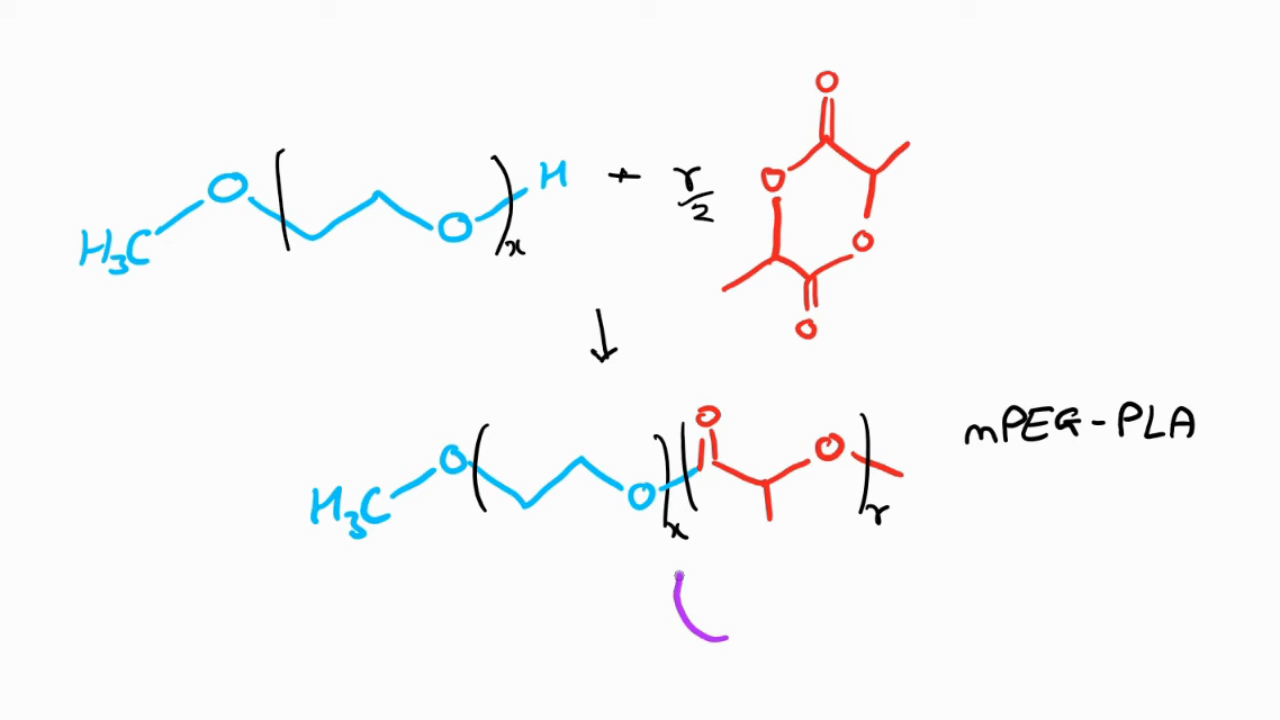 H₃C O ( O )x H + r/2 O O O O
H₃C O ( O )x ( O O )r mPEG-PLA